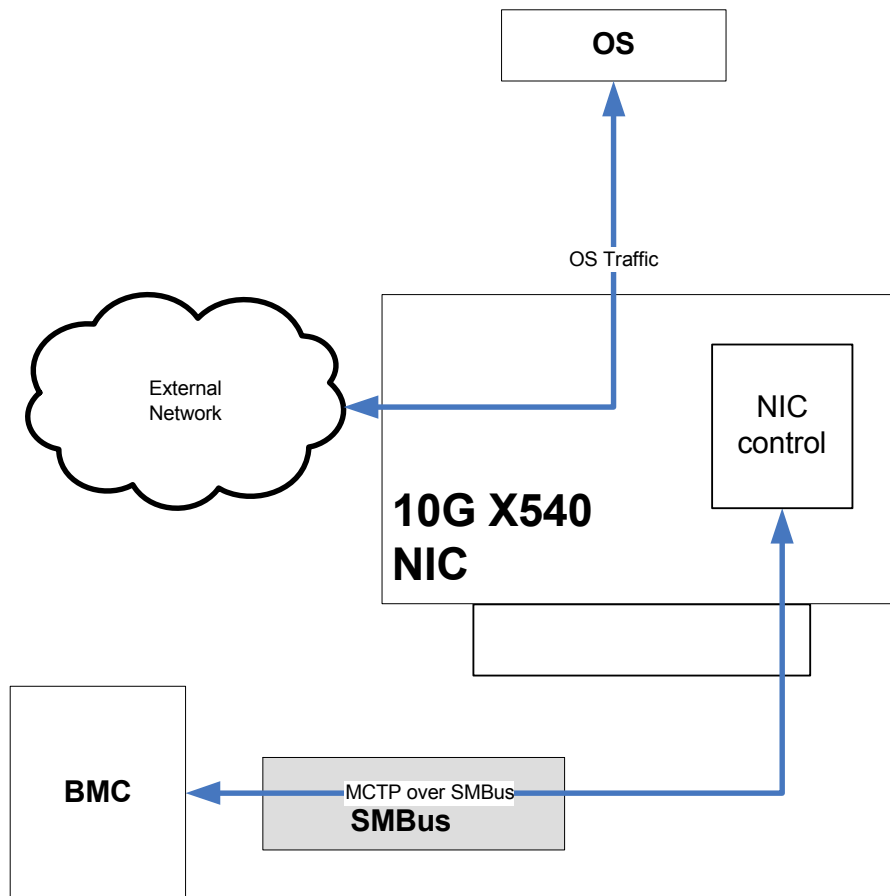 OS
OS Traffic
External
Network
NIC
control
10G X540
NIC
BMC
MCTP over SMBus
SMBus